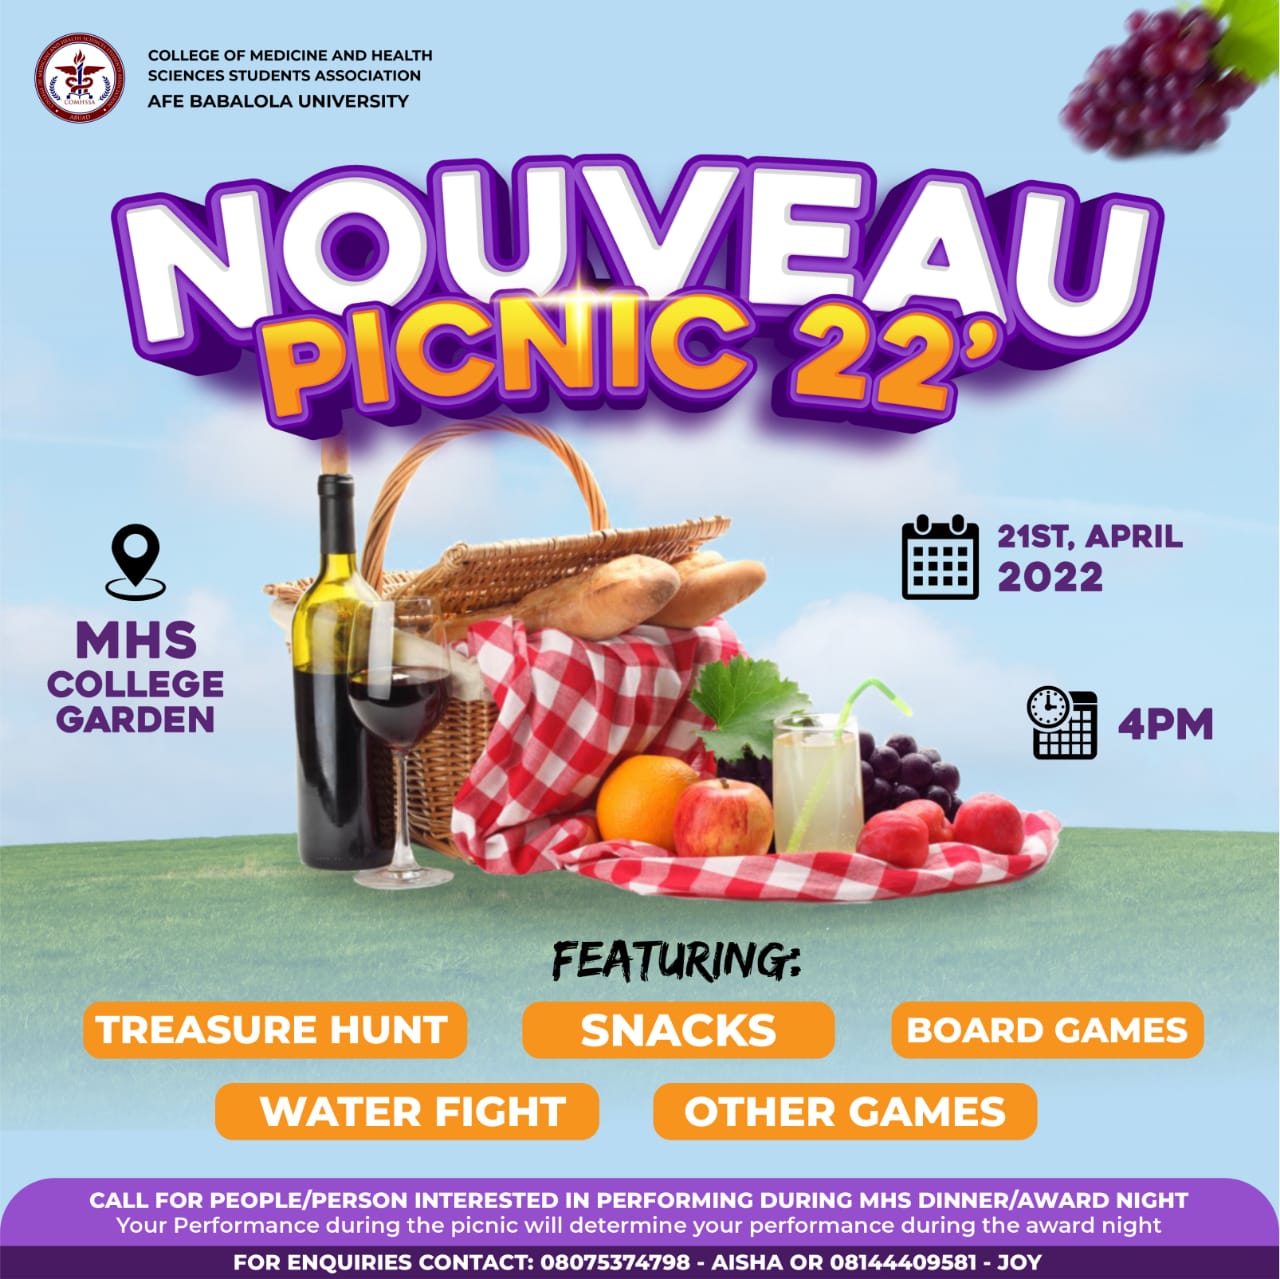 COLLEGE OF MEDICINE AND HEALTH
SCIENCES STUDENTS ASSOCIATION
AFE BABALOLA UNIVERSITY
COMHSSA
ABUAD
NOUVEAU
PICNIC 22’
MHS
COLLEGE
GARDEN
21ST, APRIL
2022
4PM
FEATURING:
TREASURE HUNT
SNACKS
BOARD GAMES
WATER FIGHT
OTHER GAMES
CALL FOR PEOPLE/PERSON INTERESTED IN PERFORMING DURING MHS DINNER/AWARD NIGHT
Your Performance during the picnic will determine your performance during the award night
FOR ENQUIRIES CONTACT: 08075374798 - AISHA OR 08144409581 - JOY